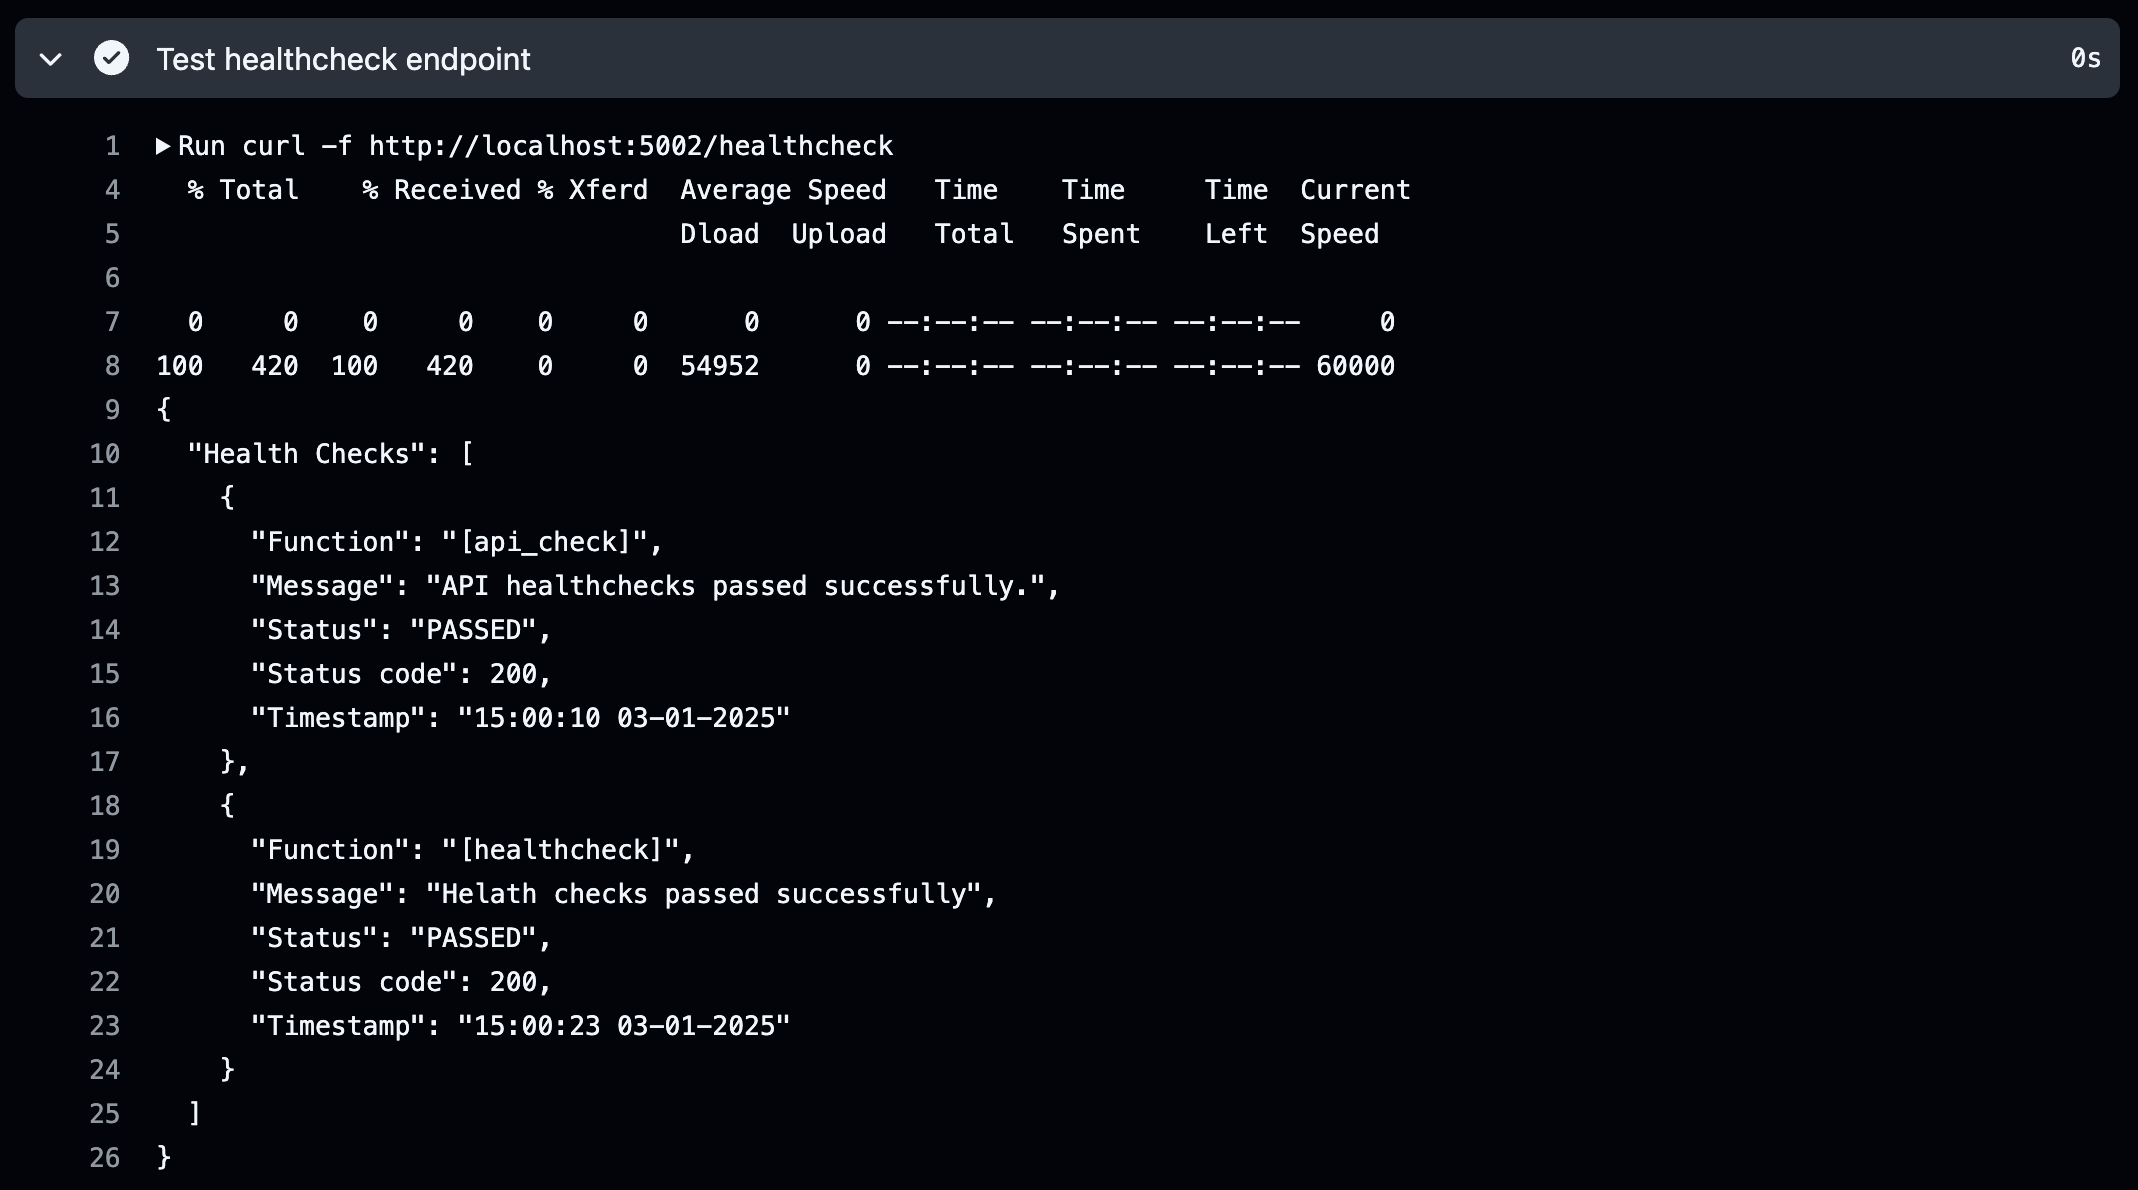 Test healthcheck endpoint 0s
1 Run curl -f http://localhost:5002/healthcheck
4   % Total    % Received % Xferd  Average Speed   Time    Time     Time  Current
5                                  Dload  Upload   Total   Spent    Left  Speed
6
7   0     0    0     0    0     0      0      0 --:--:-- --:--:-- --:--:--     0
8 100   420  100   420    0     0  54952      0 --:--:-- --:--:-- --:--:-- 60000
9 {
10   "Health Checks": [
11     {
12       "Function": "[api_check]",
13       "Message": "API healthchecks passed successfully.",
14       "Status": "PASSED",
15       "Status code": 200,
16       "Timestamp": "15:00:10 03-01-2025"
17     },
18     {
19       "Function": "[healthcheck]",
20       "Message": "Helath checks passed successfully",
21       "Status": "PASSED",
22       "Status code": 200,
23       "Timestamp": "15:00:23 03-01-2025"
24     }
25   ]
26 }